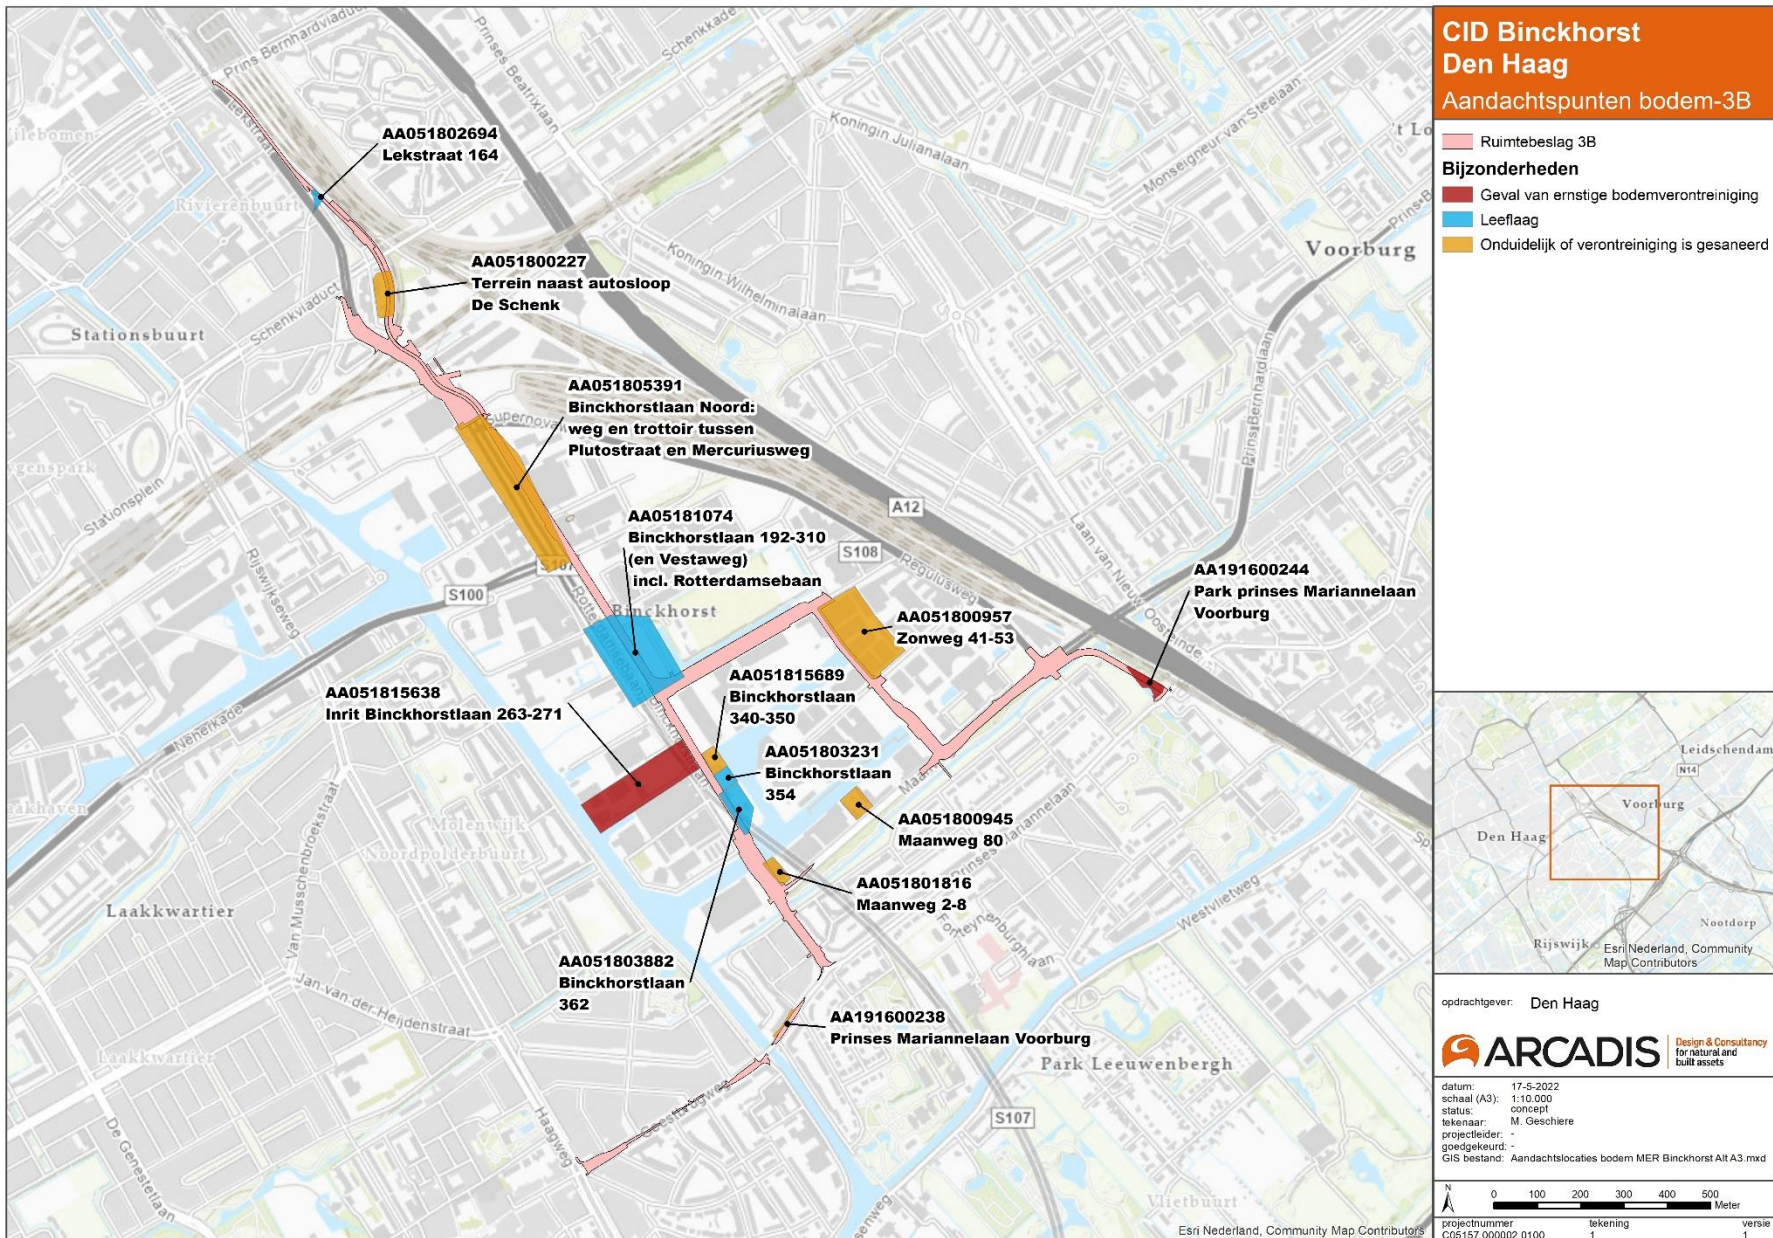 CID Binckhorst
Den Haag
Aandachtspunten bodem-3B
Ruimtebeslag 3B
Bijzonderheden
Geval van ernstige bodemverontreiniging
Leeflaag
Onduidelijk of verontreiniging is gesaneerd
AA051802694
Lekstraat 164
AA051800227
Terrein naast autosloop
De Schenk
AA051805391
Binckhorstlaan Noord:
weg en trottoir tussen
Plutostraat en Mercuriusweg
AA05181074
Binckhorstlaan 192-310
(en Vestaweg)
incl. Rotterdamsebaan
AA051800957
Zonweg 41-53
AA191600244
Park prinses Mariannelaan
Voorburg
AA051815638
Inrit Binckhorstlaan 263-271
AA051815689
Binckhorstlaan
340-350
AA051803231
Binckhorstlaan
354
AA051800945
Maanweg 80
AA051801816
Maanweg 2-8
AA051803882
Binckhorstlaan
362
AA191600238
Prinses Mariannelaan Voorburg
Prins Bernhardviaduct
Prinses Beatrixlaan
Schenkkade
Lekstraat
Rivierenbuurt
Schenkviaduct
Stationsbuurt
Koningin Julianalaan
Monseigneur van Steelaan
Koningin Wilhelminalaan
Voorburg
Prins Bernhardlaan
Stationsplein
Rijswijkseweg
A12
S108
Regulusweg
S100
Binckhorst
Laan van Nieuw Oosteinde
Neherkade
Molenwijk
Noordpolderbuurt
Laakkwartier
Van Musschenbroekstraat
Jan van der Heijdenstraat
Laakkwartier
De Genestetlaan
Haagweg
Geestbrugweg
Prinses Mariannelaan
Fonteynenburghlaan
Westvlietweg
Park Leeuwenbergh
S107
Vlietbuurt
Esri Nederland, Community Map Contributors
Leidschendam
N14
Voorburg
Den Haag
Nootdorp
Rijswijk
Esri Nederland, Community
Map Contributors
opdrachtgever: Den Haag
ARCADIS
Design & Consultancy
for natural and
built assets
datum: 17-5-2022
schaal (A3): 1:10.000
status: concept
tekenaar: M. Geschiere
projectleider: -
goedgekeurd: -
GIS bestand: Aandachtslocaties bodem MER Binckhorst Alt A3.mxd
N
0 100 200 300 400 500
Meter
projectnummer tekening versie
C05157.000002.0100 1 1